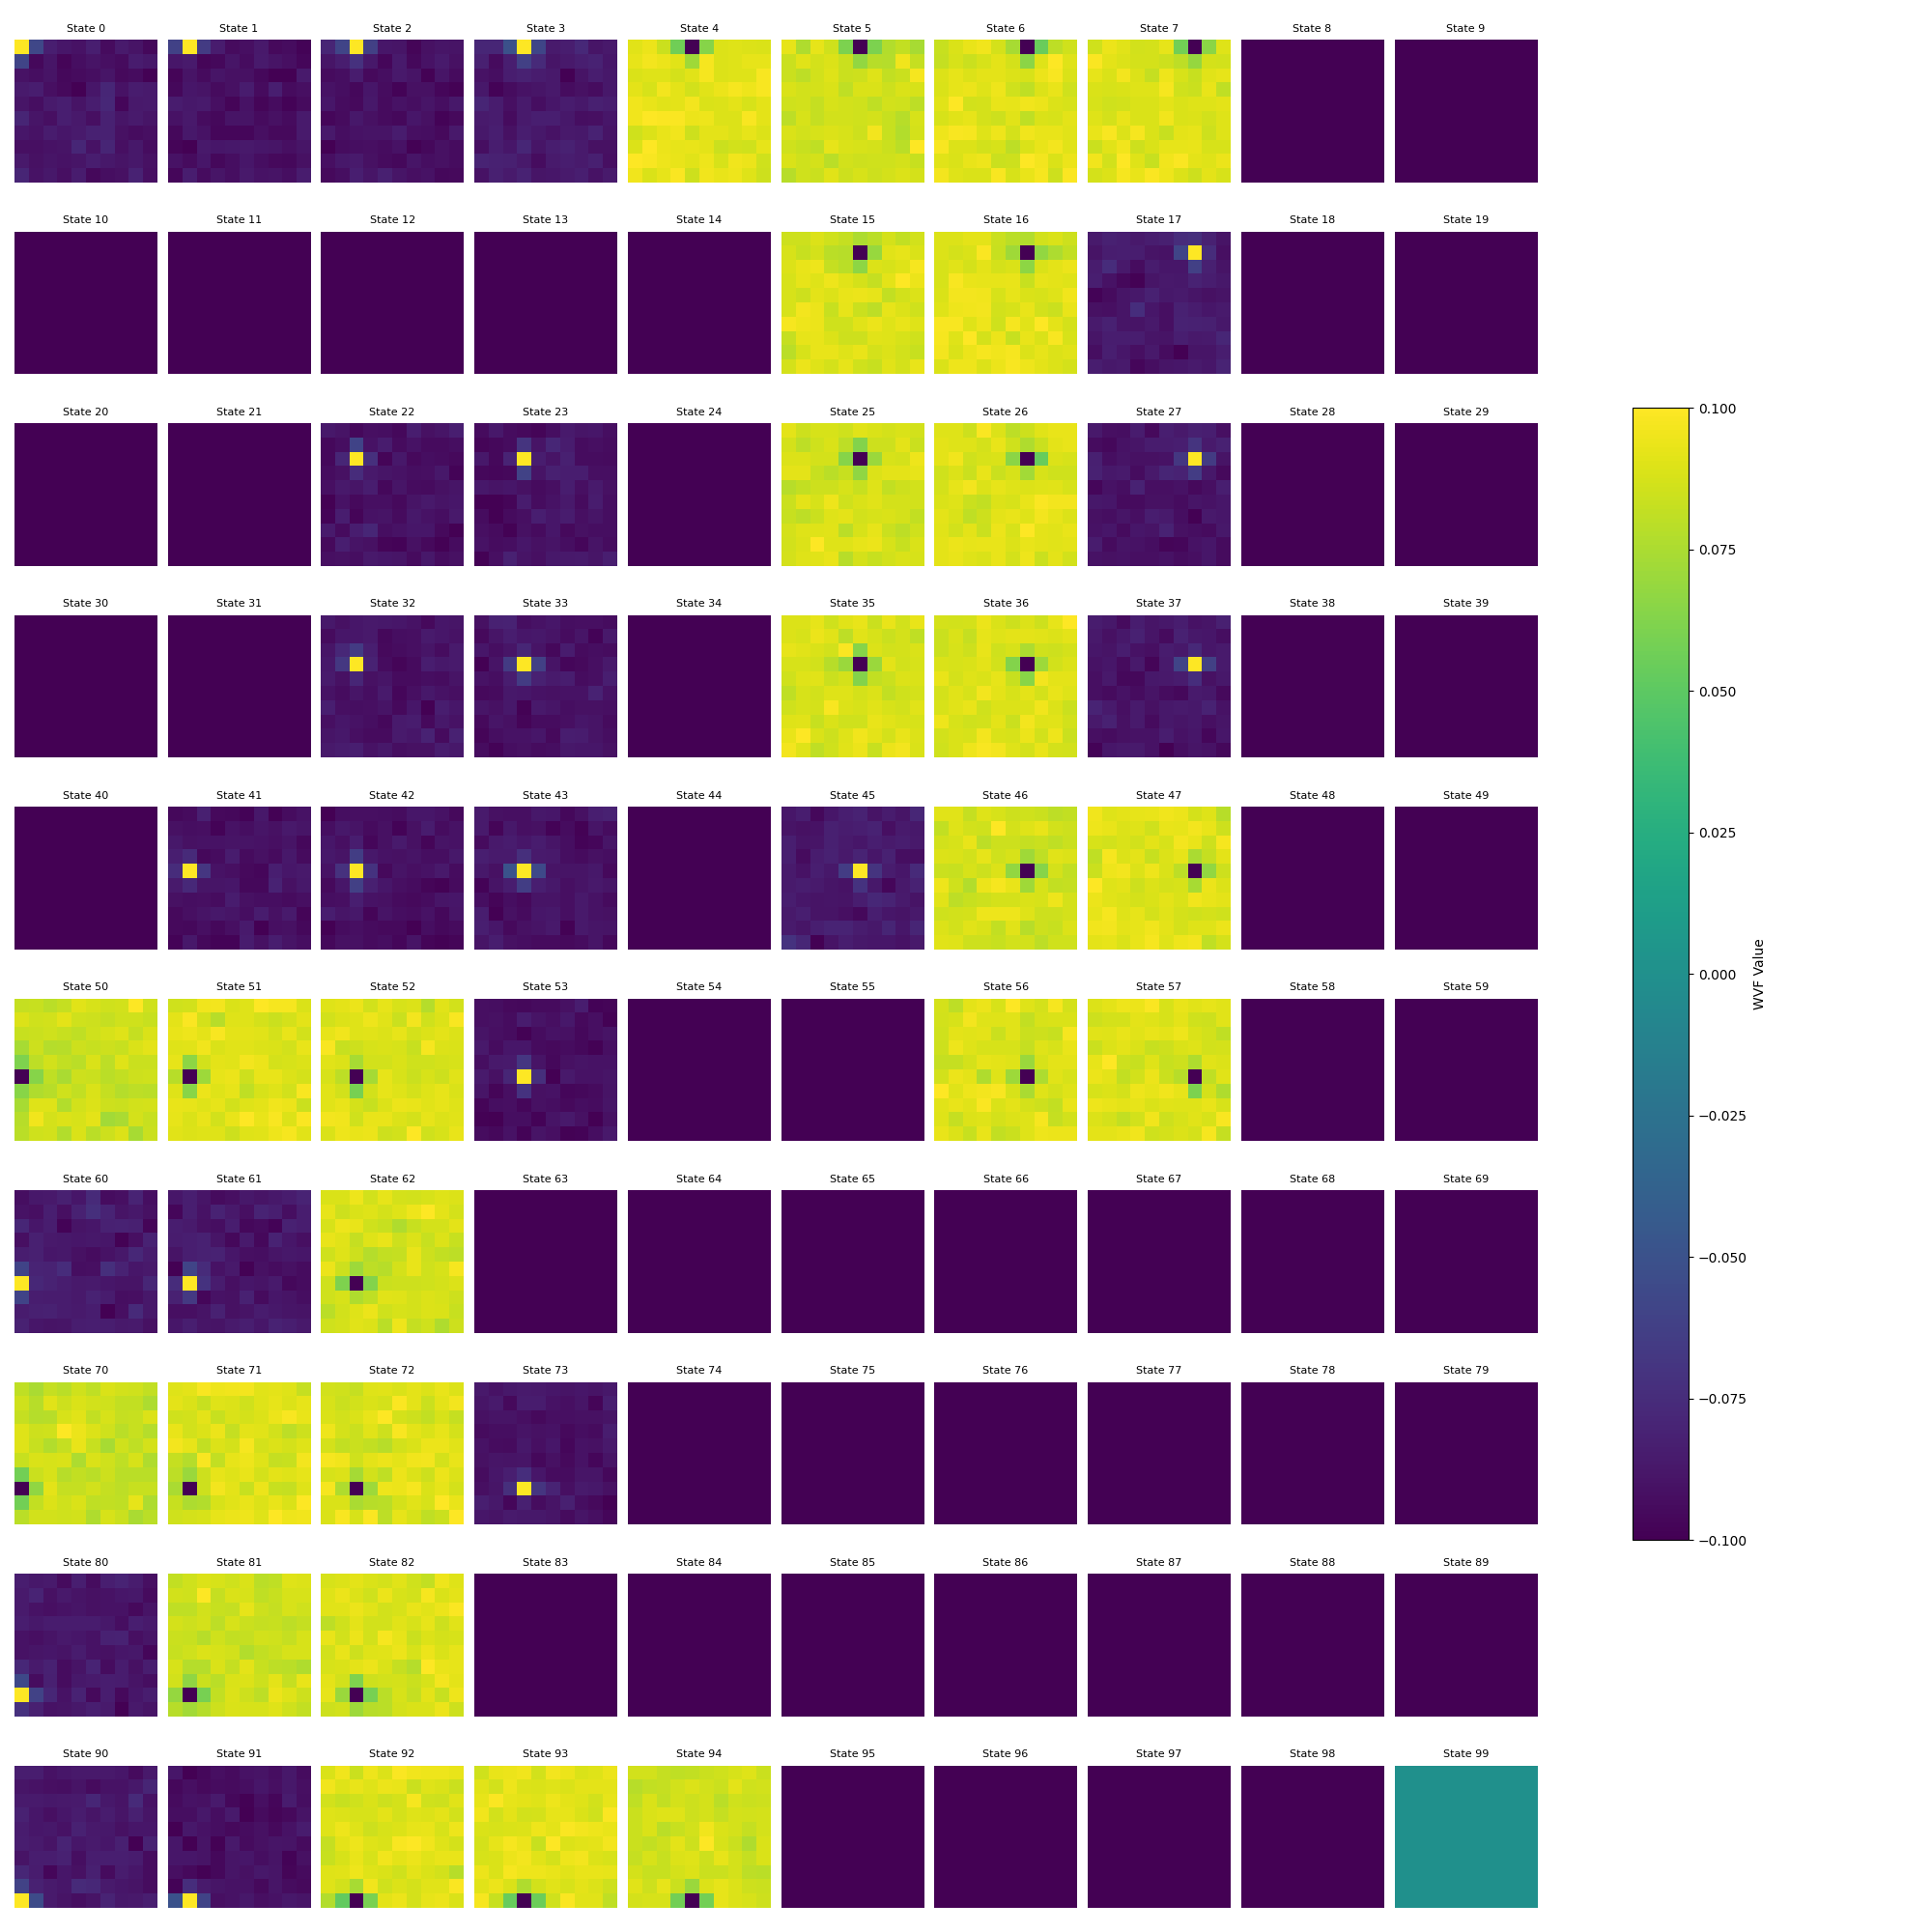 State 0 State 1 State 2 State 3 State 4 State 5 State 6 State 7 State 8 State 9
State 10 State 11 State 12 State 13 State 14 State 15 State 16 State 17 State 18 State 19
State 20 State 21 State 22 State 23 State 24 State 25 State 26 State 27 State 28 State 29
State 30 State 31 State 32 State 33 State 34 State 35 State 36 State 37 State 38 State 39
State 40 State 41 State 42 State 43 State 44 State 45 State 46 State 47 State 48 State 49
State 50 State 51 State 52 State 53 State 54 State 55 State 56 State 57 State 58 State 59
State 60 State 61 State 62 State 63 State 64 State 65 State 66 State 67 State 68 State 69
State 70 State 71 State 72 State 73 State 74 State 75 State 76 State 77 State 78 State 79
State 80 State 81 State 82 State 83 State 84 State 85 State 86 State 87 State 88 State 89
State 90 State 91 State 92 State 93 State 94 State 95 State 96 State 97 State 98 State 99
0.100
0.075
0.050
0.025
0.000
−0.025
−0.050
−0.075
−0.100
WVF Value